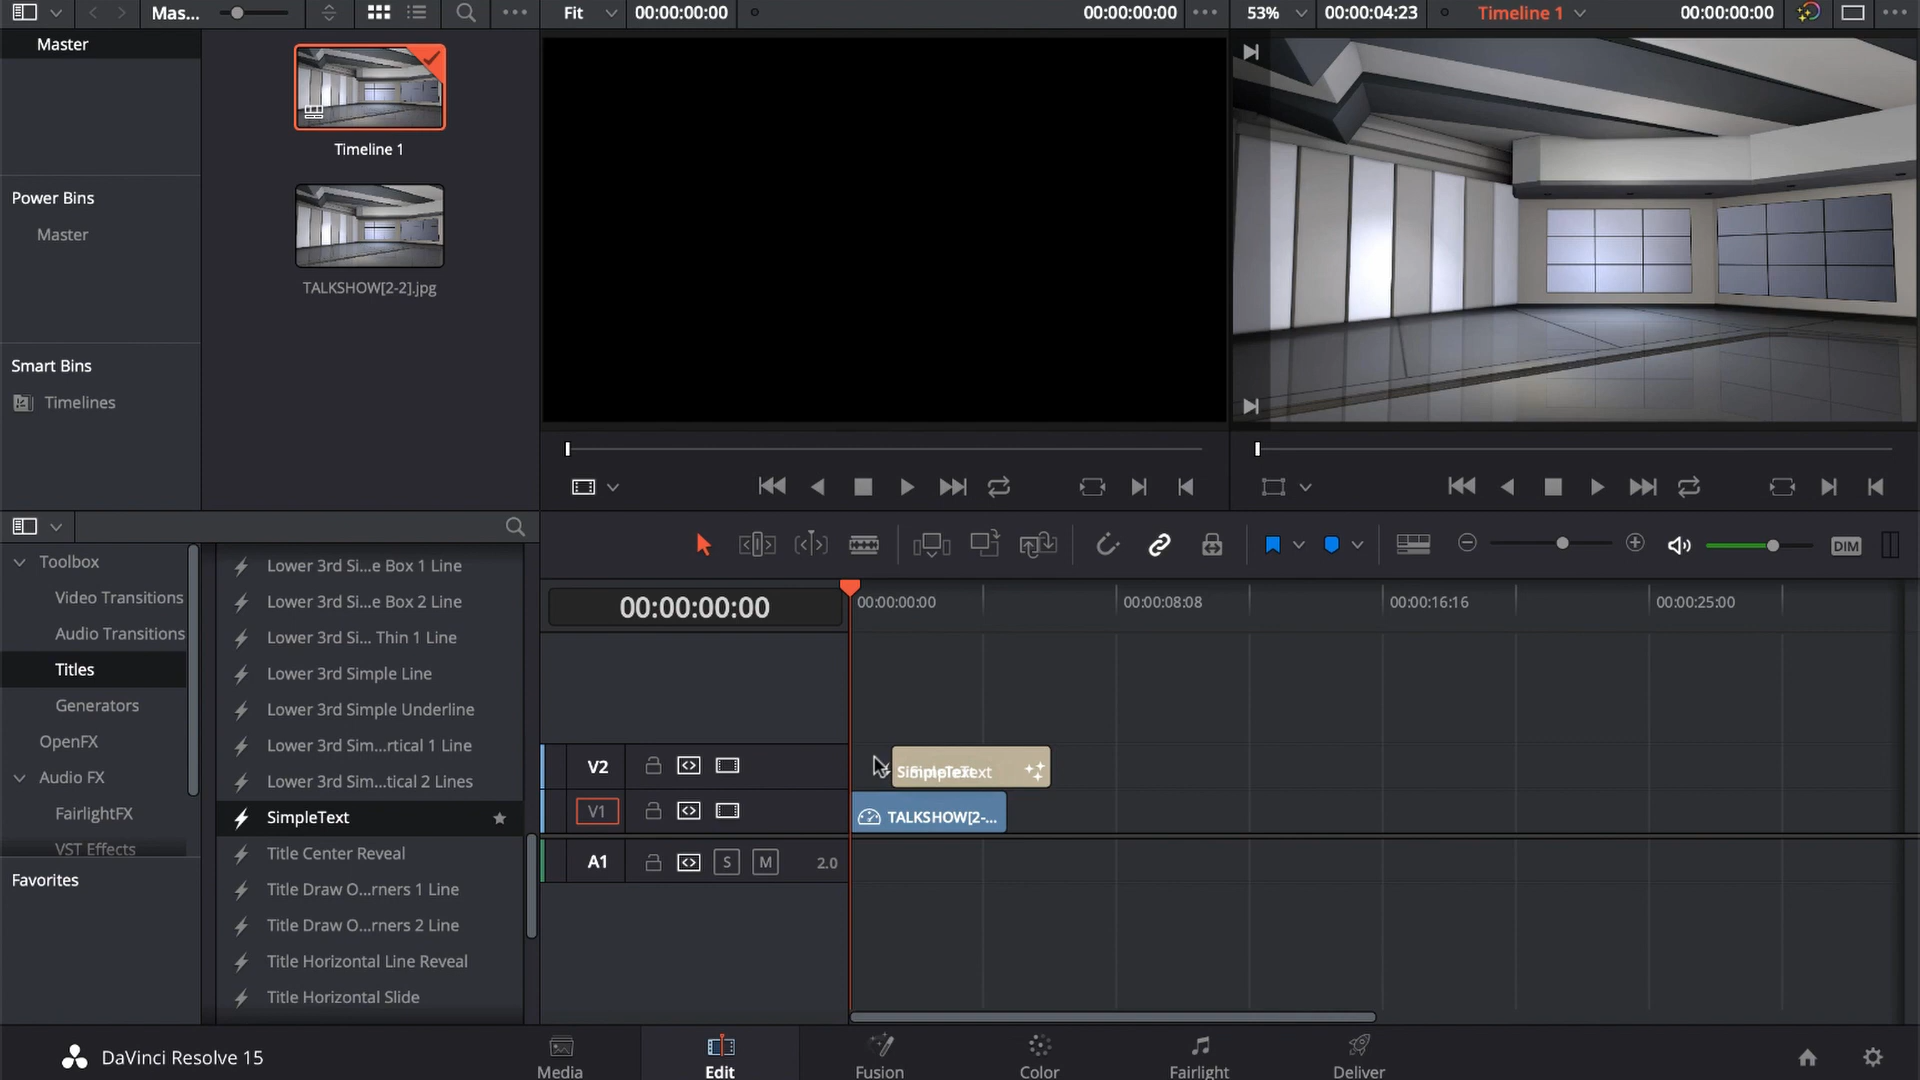 Mas...
Fit
00:00:00:00
00:00:00:00
53%
00:00:04:23
Timeline 1
00:00:00:00
Master
Timeline 1
TALKSHOW[2-2].jpg
Power Bins
Master
Smart Bins
Timelines
Toolbox
Video Transitions
Audio Transitions
Titles
Generators
OpenFX
Audio FX
FairlightFX
VST Effects
Favorites
Lower 3rd Si...e Box 1 Line
Lower 3rd Si...e Box 2 Line
Lower 3rd Si... Thin 1 Line
Lower 3rd Simple Line
Lower 3rd Simple Underline
Lower 3rd Sim...rtical 1 Line
Lower 3rd Sim...tical 2 Lines
SimpleText
Title Center Reveal
Title Draw O...rners 1 Line
Title Draw O...rners 2 Line
Title Horizontal Line Reveal
Title Horizontal Slide
DIM
00:00:00:00
00:00:00:00
00:00:08:08
00:00:16:16
00:00:25:00
V2
SimpleText
SimpleText
V1
TALKSHOW[2-...
A1
S
M
2.0
DaVinci Resolve 15
Media
Edit
Fusion
Color
Fairlight
Deliver